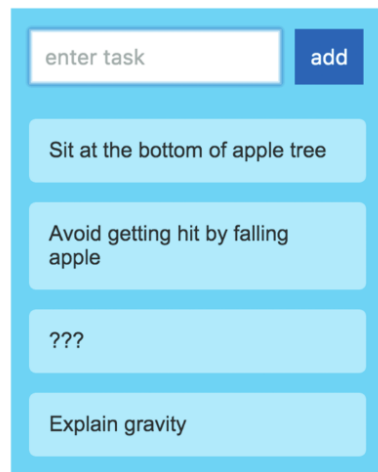 enter task
add
Sit at the bottom of apple tree
Avoid getting hit by falling
apple
???
Explain gravity